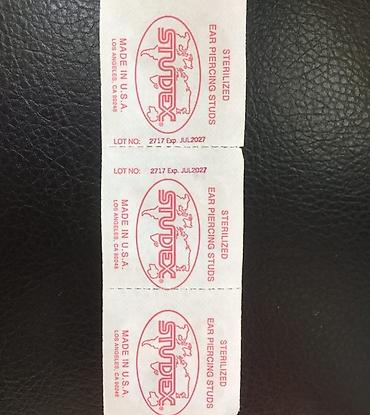 STERILIZED
EAR PIERCING STUDS
STUDEX®
MADE IN U.S.A.
LOS ANGELES, CA 90248
LOT NO: 2717 Exp. JUL2027
LOT NO: 2717 Exp. JUL2027
STERILIZED
EAR PIERCING STUDS
STUDEX®
MADE IN U.S.A.
LOS ANGELES, CA 90248
STERILIZED
EAR PIERCING STUDS
STUDEX®
MADE IN U.S.A.
LOS ANGELES, CA 90248